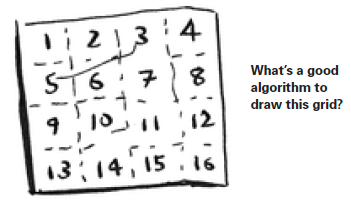 1 2 3 4
5 6 7 8
9 10 11 12
13 14 15 16
What's a good
algorithm to
draw this grid?